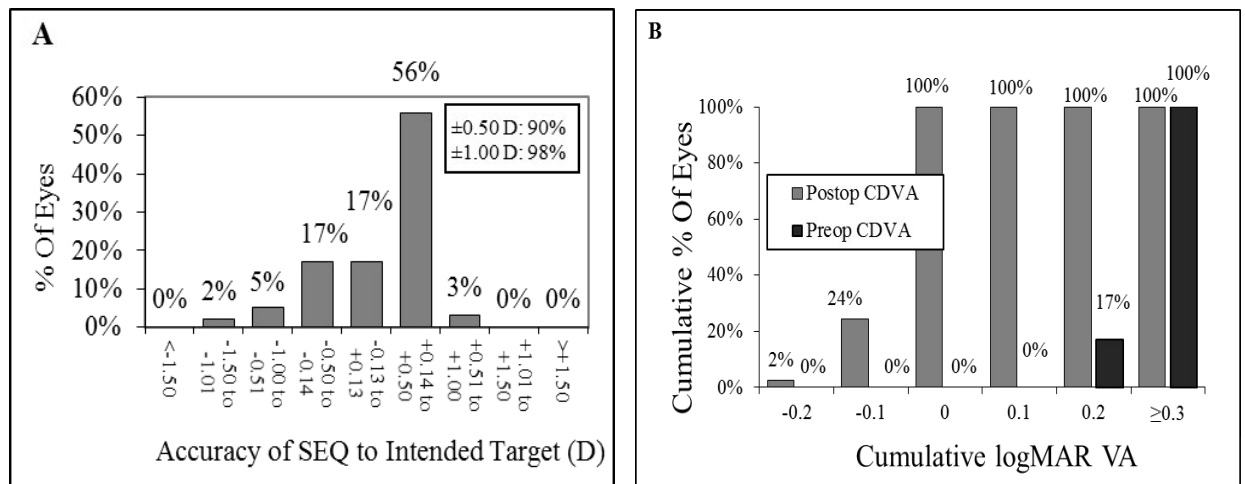 A
56%
60%
50%
40%
30%
20%
10%
0%
% Of Eyes
±0.50 D: 90%
±1.00 D: 98%
0%
2%
5%
17%
17%
3%
0%
0%
<-1.50
-1.50 to
-1.01
-1.00 to
-0.51
-0.50 to
-0.14
-0.13 to
+0.13
+0.14 to
+0.50
+0.51 to
+1.00
+1.01 to
+1.50
>+1.50
Accuracy of SEQ to Intended Target (D)
B
100%
80%
60%
40%
20%
0%
Cumulative % Of Eyes
Postop CDVA
Preop CDVA
2%
0%
24%
0%
100%
0%
100%
0%
100%
17%
100%
100%
-0.2
-0.1
0
0.1
0.2
≥0.3
Cumulative logMAR VA